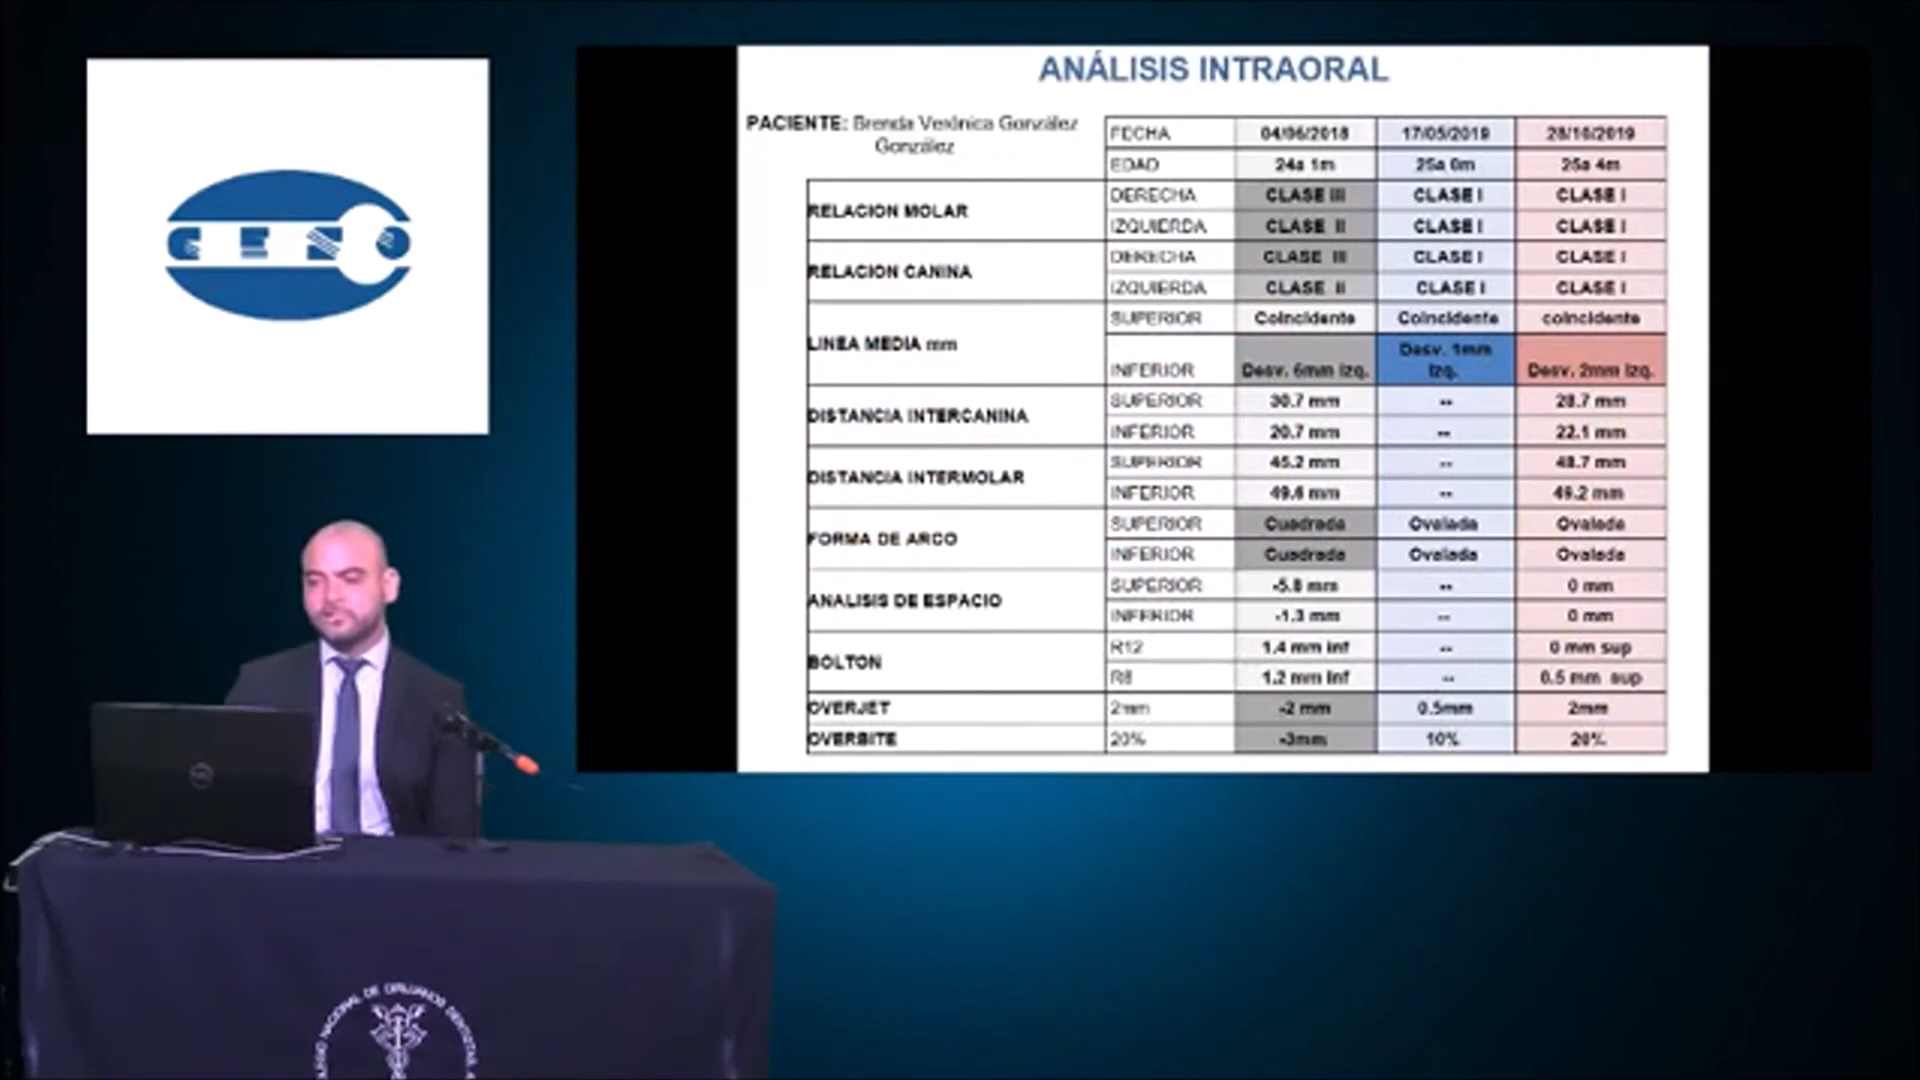 ANÁLISIS INTRAORAL
PACIENTE: Brenda Verónica González
González
FECHA 04/06/2018 17/05/2019 28/10/2019
EDAD 24a 1m 25a 0m 25a 4m
RELACION MOLAR
DERECHA CLASE III CLASE I CLASE I
IZQUIERDA CLASE II CLASE I CLASE I
RELACION CANINA
DERECHA CLASE III CLASE I CLASE I
IZQUIERDA CLASE II CLASE I CLASE I
LINEA MEDIA mm
SUPERIOR Coincidente Coincidente coincidente
INFERIOR Desv. 6mm Izq. Desv. 1mm Izq. Desv. 2mm Izq.
DISTANCIA INTERCANINA
SUPERIOR 30.7 mm -- 28.7 mm
INFERIOR 20.7 mm -- 22.1 mm
DISTANCIA INTERMOLAR
SUPERIOR 45.2 mm -- 48.7 mm
INFERIOR 49.6 mm -- 46.2 mm
FORMA DE ARCO
SUPERIOR Cuadrada Ovalada Ovalada
INFERIOR Cuadrada Ovalada Ovalada
ANALISIS DE ESPACIO
SUPERIOR -5.8 mm -- 0 mm
INFERIOR -1.3 mm -- 0 mm
BOLTON
R12 1.4 mm inf -- 0 mm sup
R6 1.2 mm inf -- 0.5 mm sup
OVERJET 2mm -2 mm 0.5mm 2mm
OVERBITE 20% -3mm 10% 20%
NACIONAL DE CIRUJANOS DENTISTAS